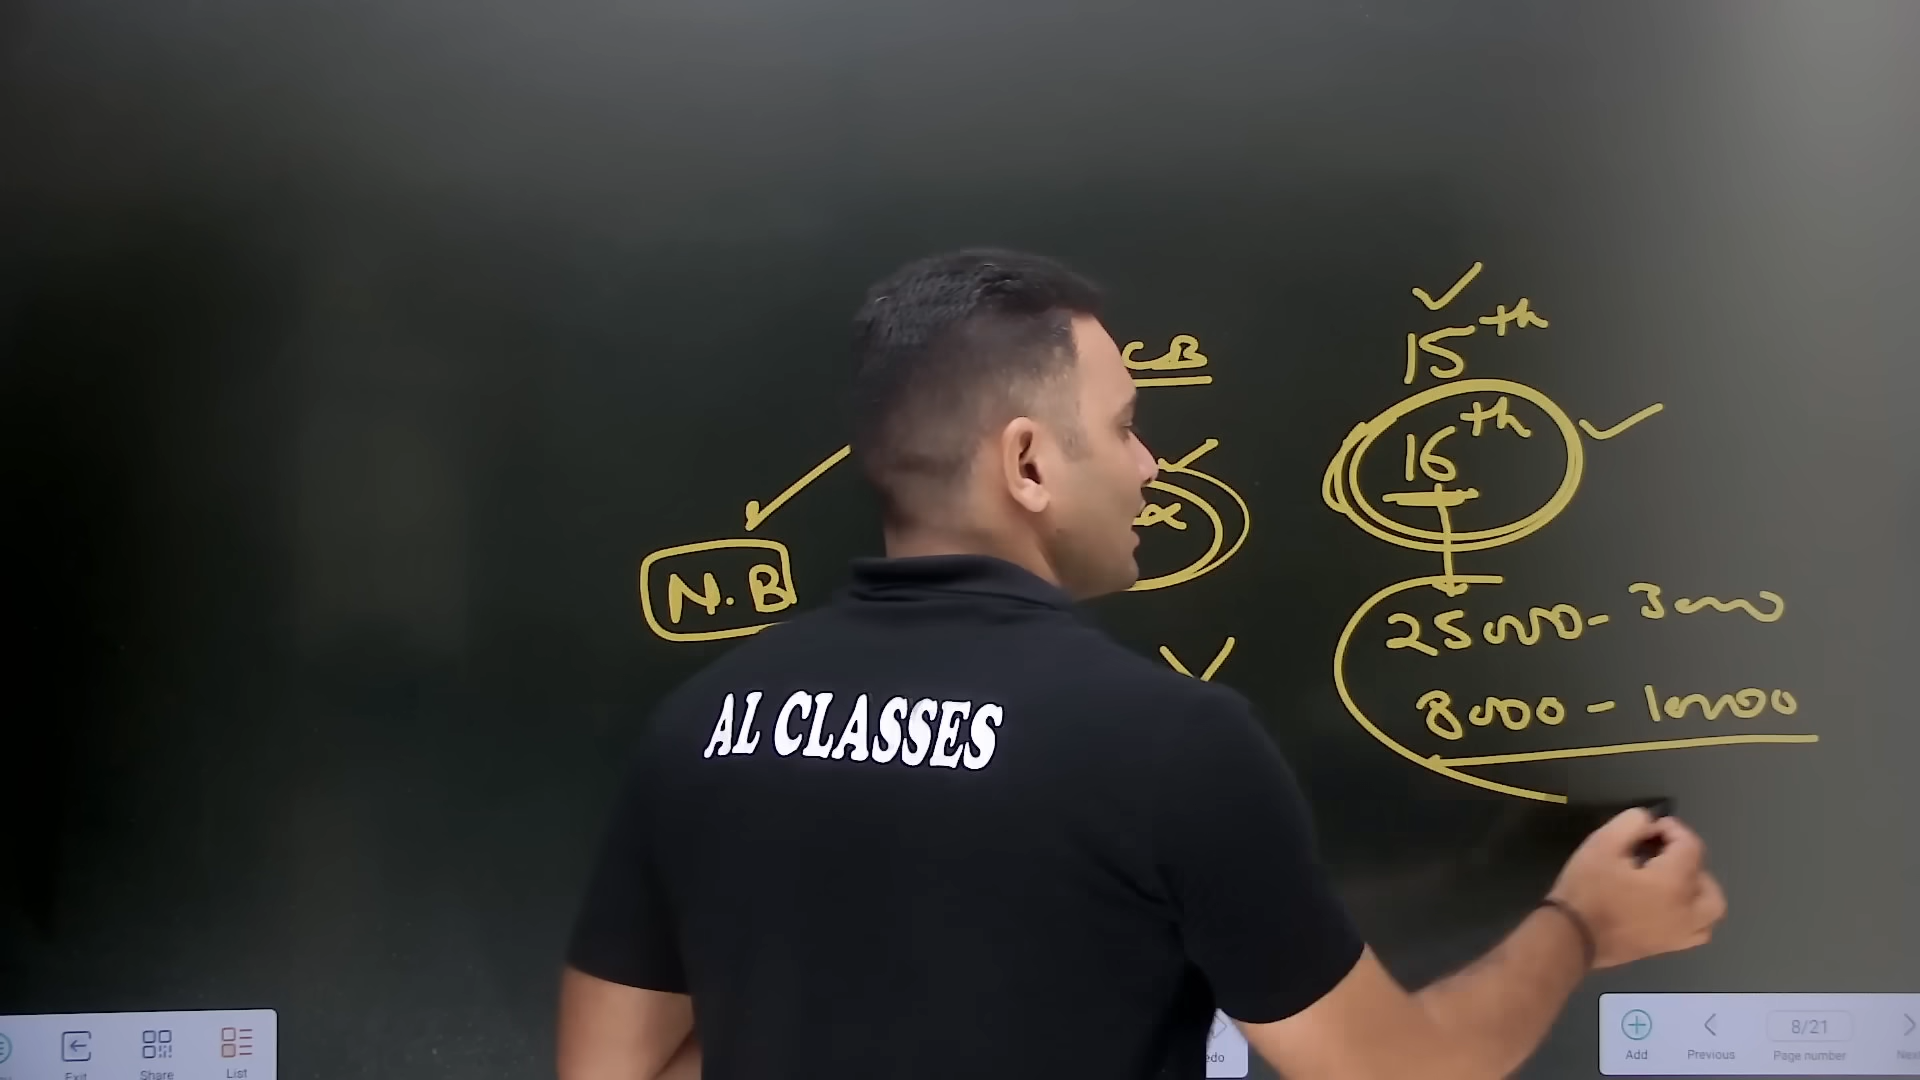 15th
CB
16th
N.B
25000 - 3000
8000 - 10000
AL CLASSES
Exit
Share
List
Add
Previous
8/21
Page number